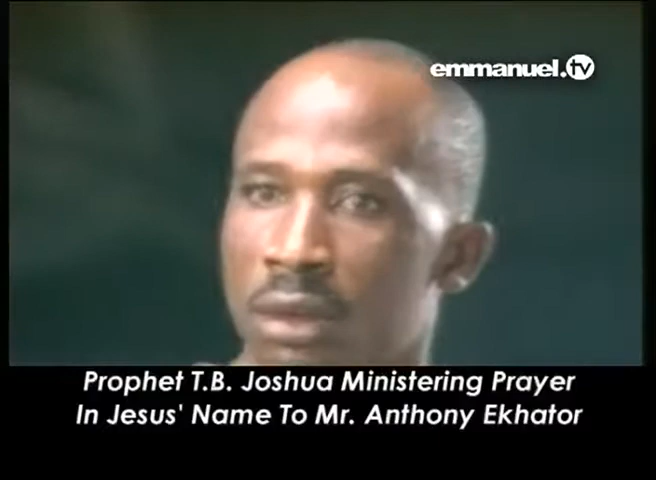 emmanuel.tv
Prophet T.B. Joshua Ministering Prayer
In Jesus' Name To Mr. Anthony Ekhator